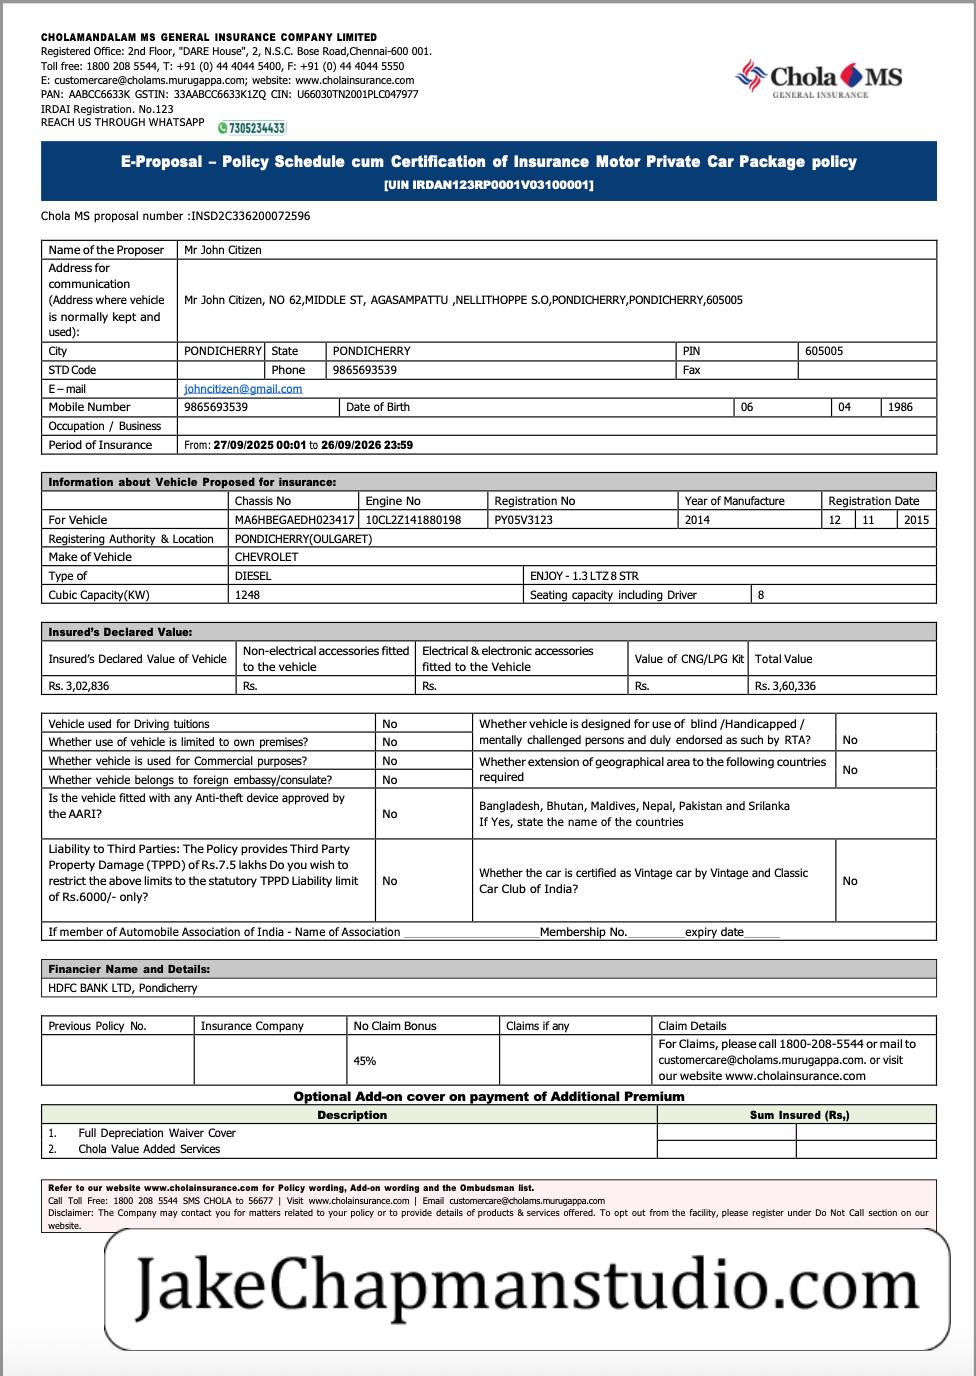 CHOLAMANDALAM MS GENERAL INSURANCE COMPANY LIMITED
Registered Office: 2nd Floor, "DARE House", 2, N.S.C. Bose Road,Chennai-600 001.
Toll free: 1800 208 5544, T: +91 (0) 44 4044 5400, F: +91 (0) 44 4044 5550
E: customercare@cholams.murugappa.com; website: www.cholainsurance.com
PAN: AABCC6633K GSTIN: 33AABCC6633K1ZQ CIN: U66030TN2001PLC047977
IRDAI Registration. No.123
REACH US THROUGH WHATSAPP 7305234433
Chola MS
GENERAL INSURANCE
E-Proposal – Policy Schedule cum Certification of Insurance Motor Private Car Package policy
[UIN IRDAN123RP0001V03100001]
Chola MS proposal number :INSD2C336200072596
Name of the Proposer Mr John Citizen
Address for
communication
(Address where vehicle
is normally kept and
used):
Mr John Citizen, NO 62,MIDDLE ST, AGASAMPATTU ,NELLITHOPPE S.O,PONDICHERRY,PONDICHERRY,605005
City PONDICHERRY State PONDICHERRY PIN 605005
STD Code Phone 9865693539 Fax
E – mail johncitizen@gmail.com
Mobile Number 9865693539 Date of Birth 06 04 1986
Occupation / Business
Period of Insurance From: 27/09/2025 00:01 to 26/09/2026 23:59
Information about Vehicle Proposed for insurance:
Chassis No Engine No Registration No Year of Manufacture Registration Date
For Vehicle MA6HBEGAEDH023417 10CL2Z141880198 PY05V3123 2014 12 11 2015
Registering Authority & Location PONDICHERRY(OULGARET)
Make of Vehicle CHEVROLET
Type of DIESEL ENJOY - 1.3 LTZ 8 STR
Cubic Capacity(KW) 1248 Seating capacity including Driver 8
Insured's Declared Value:
Insured's Declared Value of Vehicle
Non-electrical accessories fitted
to the vehicle
Electrical & electronic accessories
fitted to the Vehicle
Value of CNG/LPG Kit Total Value
Rs. 3,02,836 Rs. Rs. Rs. Rs. 3,60,336
Vehicle used for Driving tuitions No
Whether use of vehicle is limited to own premises? No
Whether vehicle is designed for use of blind /Handicapped /
mentally challenged persons and duly endorsed as such by RTA? No
Whether vehicle is used for Commercial purposes? No
Whether vehicle belongs to foreign embassy/consulate? No
Whether extension of geographical area to the following countries
required
No
Is the vehicle fitted with any Anti-theft device approved by
the AARI?
No
Bangladesh, Bhutan, Maldives, Nepal, Pakistan and Srilanka
If Yes, state the name of the countries
Liability to Third Parties: The Policy provides Third Party
Property Damage (TPPD) of Rs.7.5 lakhs Do you wish to
restrict the above limits to the statutory TPPD Liability limit
of Rs.6000/- only?
No
Whether the car is certified as Vintage car by Vintage and Classic
Car Club of India?
No
If member of Automobile Association of India - Name of Association ______________________Membership No._________expiry date______
Financier Name and Details:
HDFC BANK LTD, Pondicherry
Previous Policy No. Insurance Company No Claim Bonus Claims if any Claim Details
45%
For Claims, please call 1800-208-5544 or mail to
customercare@cholams.murugappa.com. or visit
our website www.cholainsurance.com
Optional Add-on cover on payment of Additional Premium
Description Sum Insured (Rs,)
1. Full Depreciation Waiver Cover
2. Chola Value Added Services
Refer to our website www.cholainsurance.com for Policy wording, Add-on wording and the Ombudsman list.
Call Toll Free: 1800 208 5544 SMS CHOLA to 56677 | Visit www.cholainsurance.com | Email customercare@cholams.murugappa.com
Disclaimer: The Company may contact you for matters related to your policy or to provide details of products & services offered. To opt out from the facility, please register under Do Not Call section on our
website.
JakeChapmanstudio.com